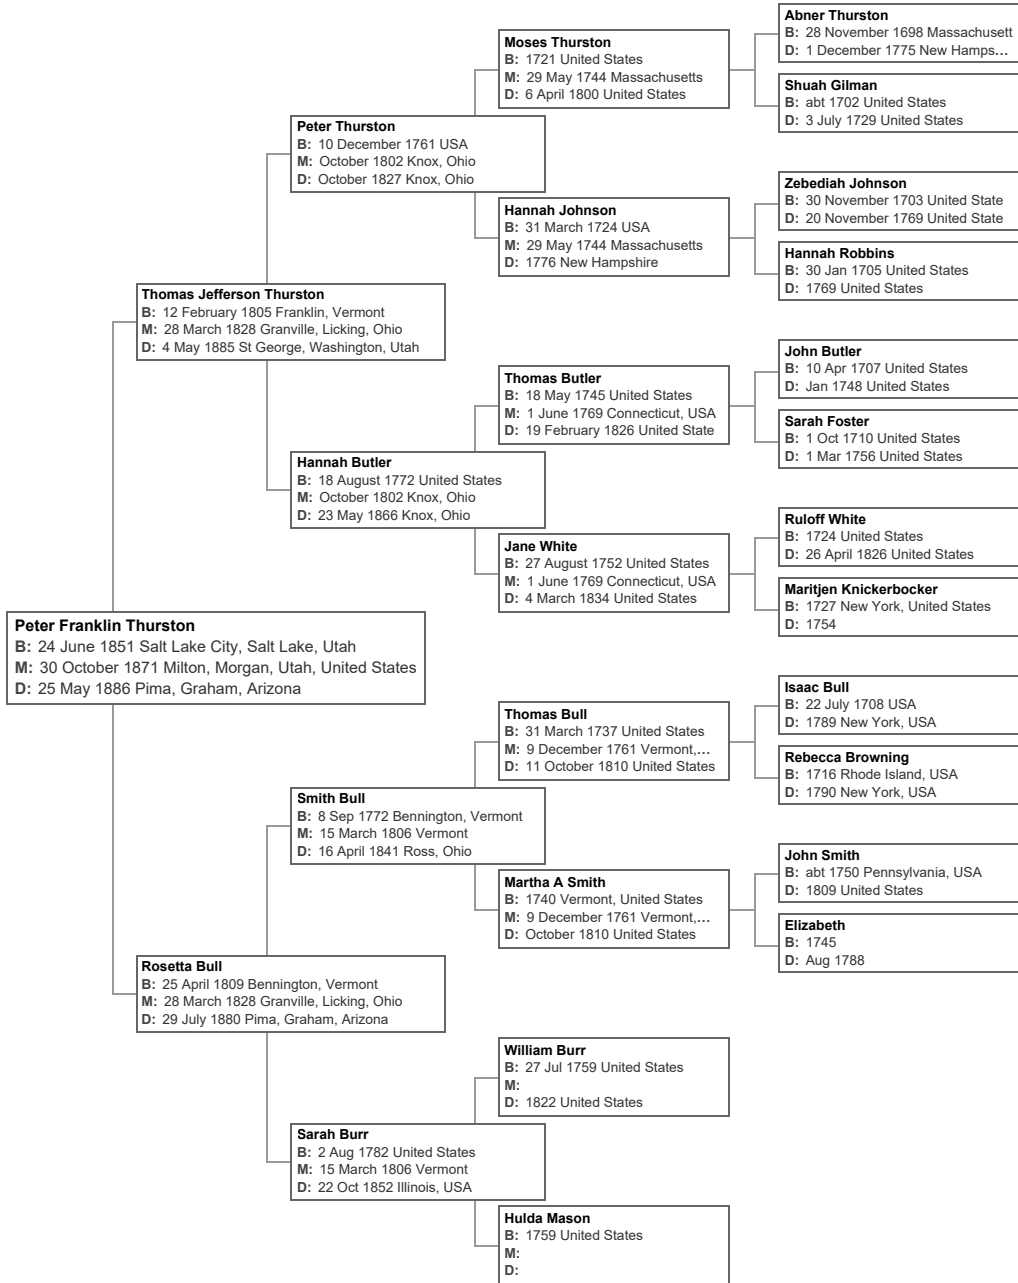 Abner Thurston
B: 28 November 1698 Massachusett
D: 1 December 1775 New Hamps...
Moses Thurston
B: 1721 United States
M: 29 May 1744 Massachusetts
D: 6 April 1800 United States
Shuah Gilman
B: abt 1702 United States
D: 3 July 1729 United States
Peter Thurston
B: 10 December 1761 USA
M: October 1802 Knox, Ohio
D: October 1827 Knox, Ohio
Zebediah Johnson
B: 30 November 1703 United State
D: 20 November 1769 United State
Hannah Johnson
B: 31 March 1724 USA
M: 29 May 1744 Massachusetts
D: 1776 New Hampshire
Hannah Robbins
B: 30 Jan 1705 United States
D: 1769 United States
Thomas Jefferson Thurston
B: 12 February 1805 Franklin, Vermont
M: 28 March 1828 Granville, Licking, Ohio
D: 4 May 1885 St George, Washington, Utah
John Butler
B: 10 Apr 1707 United States
D: Jan 1748 United States
Thomas Butler
B: 18 May 1745 United States
M: 1 June 1769 Connecticut, USA
D: 19 February 1826 United State
Sarah Foster
B: 1 Oct 1710 United States
D: 1 Mar 1756 United States
Hannah Butler
B: 18 August 1772 United States
M: October 1802 Knox, Ohio
D: 23 May 1866 Knox, Ohio
Ruloff White
B: 1724 United States
D: 26 April 1826 United States
Jane White
B: 27 August 1752 United States
M: 1 June 1769 Connecticut, USA
D: 4 March 1834 United States
Maritjen Knickerbocker
B: 1727 New York, United States
D: 1754
Peter Franklin Thurston
B: 24 June 1851 Salt Lake City, Salt Lake, Utah
M: 30 October 1871 Milton, Morgan, Utah, United States
D: 25 May 1886 Pima, Graham, Arizona
Isaac Bull
B: 22 July 1708 USA
D: 1789 New York, USA
Thomas Bull
B: 31 March 1737 United States
M: 9 December 1761 Vermont,...
D: 11 October 1810 United States
Rebecca Browning
B: 1716 Rhode Island, USA
D: 1790 New York, USA
Smith Bull
B: 8 Sep 1772 Bennington, Vermont
M: 15 March 1806 Vermont
D: 16 April 1841 Ross, Ohio
John Smith
B: abt 1750 Pennsylvania, USA
D: 1809 United States
Martha A Smith
B: 1740 Vermont, United States
M: 9 December 1761 Vermont,...
D: October 1810 United States
Elizabeth
B: 1745
D: Aug 1788
Rosetta Bull
B: 25 April 1809 Bennington, Vermont
M: 28 March 1828 Granville, Licking, Ohio
D: 29 July 1880 Pima, Graham, Arizona
William Burr
B: 27 Jul 1759 United States
M:
D: 1822 United States
Sarah Burr
B: 2 Aug 1782 United States
M: 15 March 1806 Vermont
D: 22 Oct 1852 Illinois, USA
Hulda Mason
B: 1759 United States
M:
D: